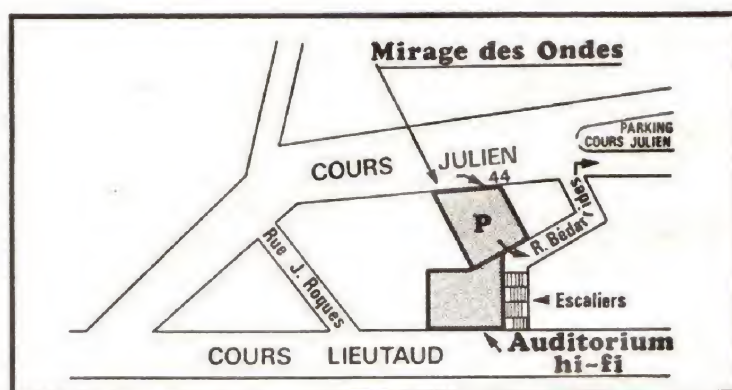 Mirage des Ondes
PARKING
COURS JULIEN
COURS JULIEN
44
P
R. Bédarrides
Rue J. Roques
Escaliers
Auditorium
hi-fi
COURS LIEUTAUD